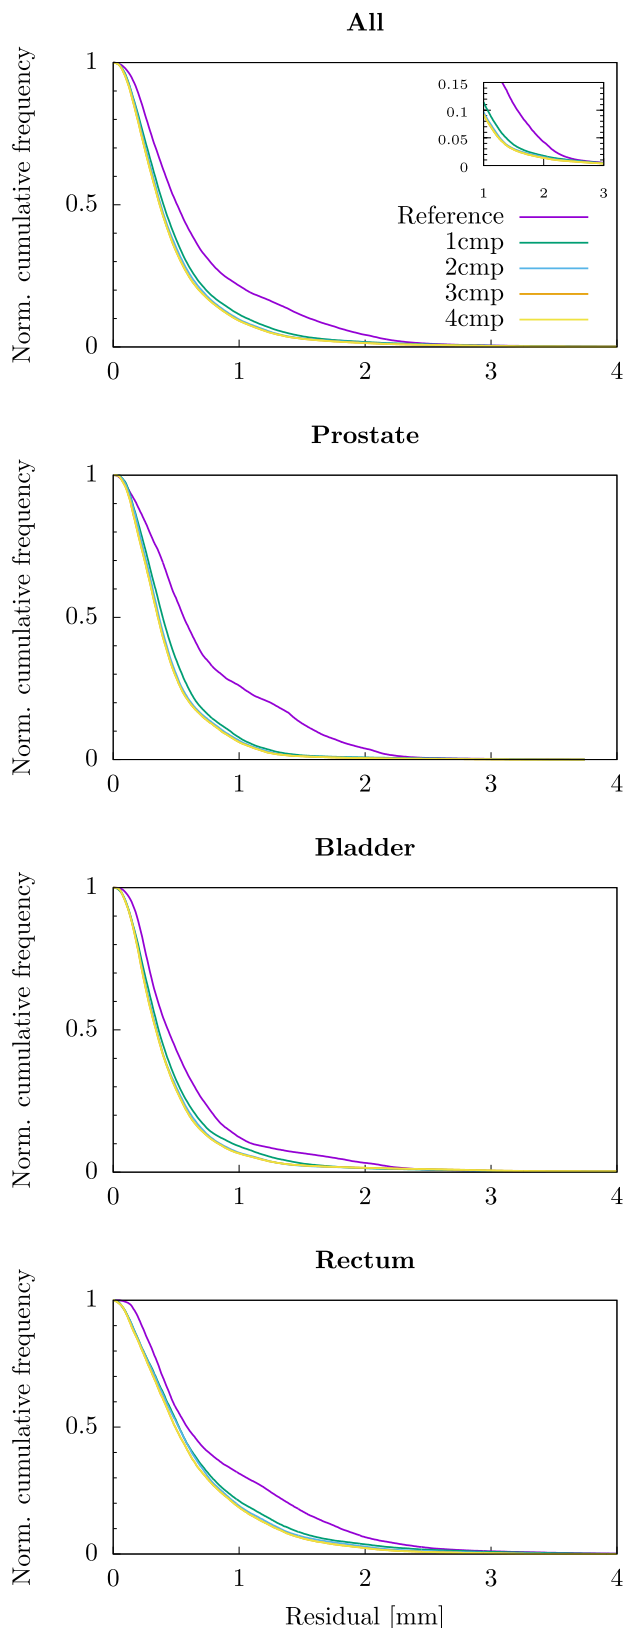 All
Norm. cumulative frequency
1
0.5
0
0.15
0.1
0.05
0
1 2 3
Reference
1cmp
2cmp
3cmp
4cmp
0 1 2 3 4
Prostate
Norm. cumulative frequency
1
0.5
0
0 1 2 3 4
Bladder
Norm. cumulative frequency
1
0.5
0
0 1 2 3 4
Rectum
Norm. cumulative frequency
1
0.5
0
0 1 2 3 4
Residual [mm]